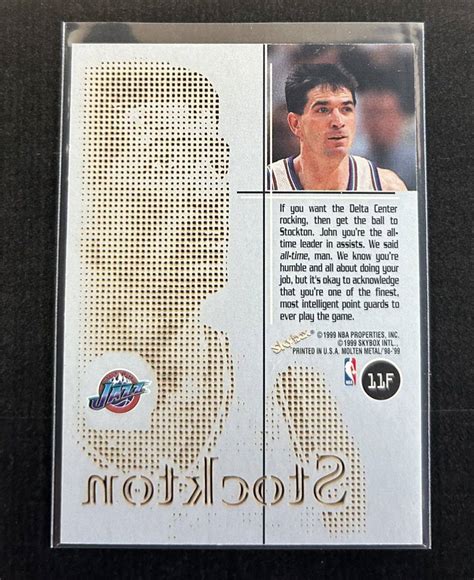 If you want the Delta Center
rocking, then get the ball to
Stockton. John you're the all-
time leader in assists. We said
all-time, man. We know you're
humble and all about doing your
job, but it's okay to acknowledge
that you're one of the finest,
most intelligent point guards to
ever play the game.
Skybox
©1999 NBA PROPERTIES, INC.
©1999 SKYBOX INTL.,
PRINTED IN U.S.A. MOLTEN METAL/'98-'99
11F
JAZZ
Stockton